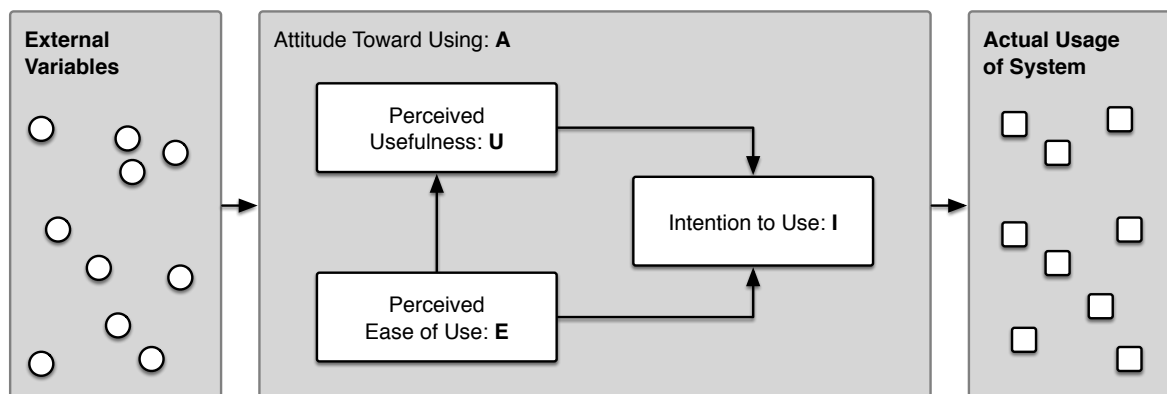 External
Variables
Attitude Toward Using: A
Perceived
Usefulness: U
Intention to Use: I
Perceived
Ease of Use: E
Actual Usage
of System